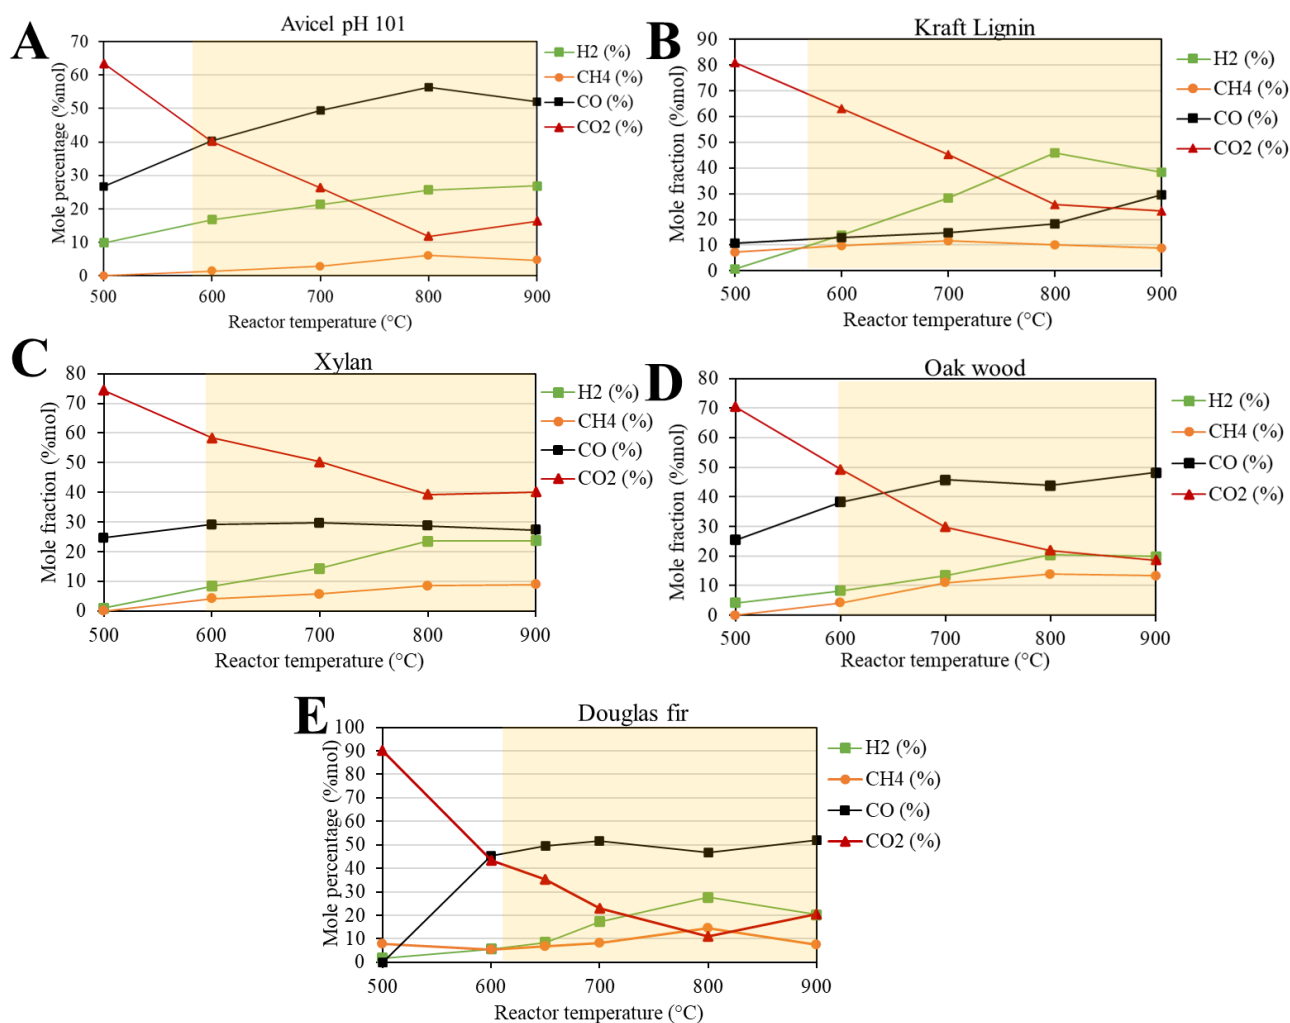 A
Avicel pH 101
Mole percentage (%mol)
70
60
50
40
30
20
10
0
500 600 700 800 900
Reactor temperature (°C)
H2 (%)
CH4 (%)
CO (%)
CO2 (%)
B
Kraft Lignin
Mole fraction (%mol)
90
80
70
60
50
40
30
20
10
0
500 600 700 800 900
Reactor temperature (°C)
H2 (%)
CH4 (%)
CO (%)
CO2 (%)
C
Xylan
Mole fraction (%mol)
80
70
60
50
40
30
20
10
0
500 600 700 800 900
Reactor temperature (°C)
H2 (%)
CH4 (%)
CO (%)
CO2 (%)
D
Oak wood
Mole fraction (%mol)
80
70
60
50
40
30
20
10
0
500 600 700 800 900
Reactor temperature (°C)
H2 (%)
CH4 (%)
CO (%)
CO2 (%)
E
Douglas fir
Mole percentage (%mol)
100
90
80
70
60
50
40
30
20
10
0
500 600 700 800 900
Reactor temperature (°C)
H2 (%)
CH4 (%)
CO (%)
CO2 (%)